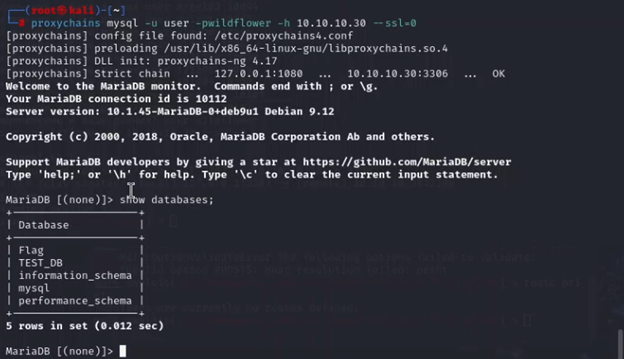 (root㉿kali)-[~]
# proxychains mysql -u user -pwildflower -h 10.10.10.30 --ssl=0
[proxychains] config file found: /etc/proxychains4.conf
[proxychains] preloading /usr/lib/x86_64-linux-gnu/libproxychains.so.4
[proxychains] DLL init: proxychains-ng 4.17
[proxychains] Strict chain ... 127.0.0.1:1080 ... 10.10.10.30:3306 ... OK
Welcome to the MariaDB monitor. Commands end with ; or \g.
Your MariaDB connection id is 10112
Server version: 10.1.45-MariaDB-0+deb9u1 Debian 9.12
Copyright (c) 2000, 2018, Oracle, MariaDB Corporation Ab and others.
Support MariaDB developers by giving a star at https://github.com/MariaDB/server
Type 'help;' or '\h' for help. Type '\c' to clear the current input statement.
MariaDB [(none)]> show databases;
+--------------------+
| Database |
+--------------------+
| Flag |
| TEST_DB |
| information_schema |
| mysql |
| performance_schema |
+--------------------+
5 rows in set (0.012 sec)
MariaDB [(none)]>